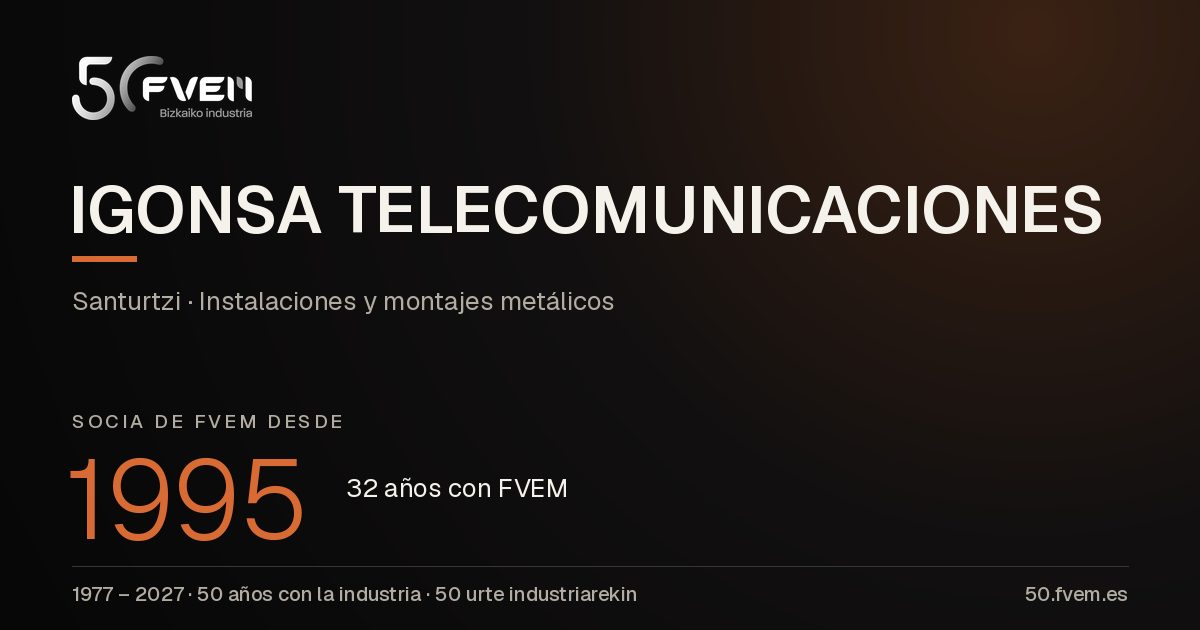 50 FVEM
Bizkaiko industria
IGONSA TELECOMUNICACIONES
Santurtzi · Instalaciones y montajes metálicos
SOCIA DE FVEM DESDE
1995
32 años con FVEM
1977 – 2027 · 50 años con la industria · 50 urte industriarekin
50.fvem.es